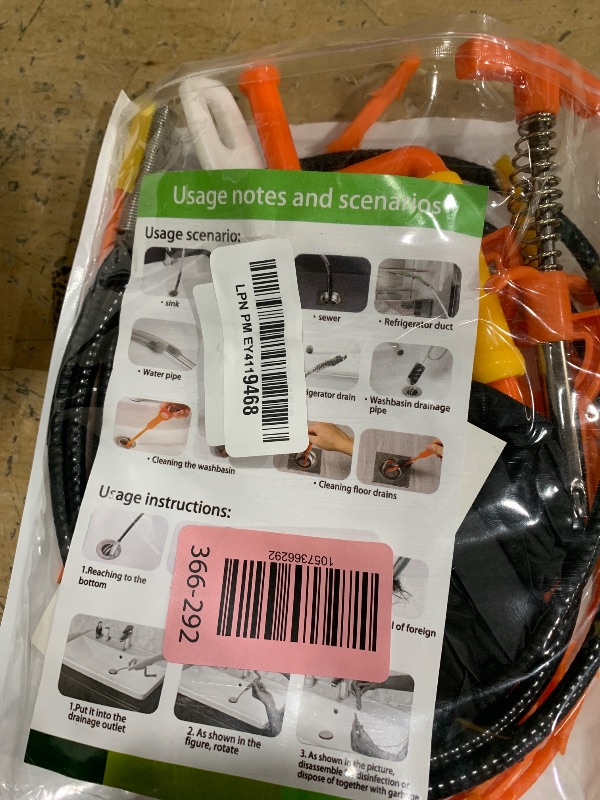 Usage notes and scenarios
Usage scenario:
• sink
• sewer
• Refrigerator duct
LPN PM EY4119468
• Water pipe
igerator drain
• Washbasin drainage
pipe
• Cleaning the washbasin
• Cleaning floor drains
Usage instructions:
1.Reaching to the
bottom
l of foreign
1057366292
366-292
1.Put it into the
drainage outlet
2. As shown in the
figure, rotate
3. As shown in the picture,
disassemble disinfection or
dispose of together with garbage